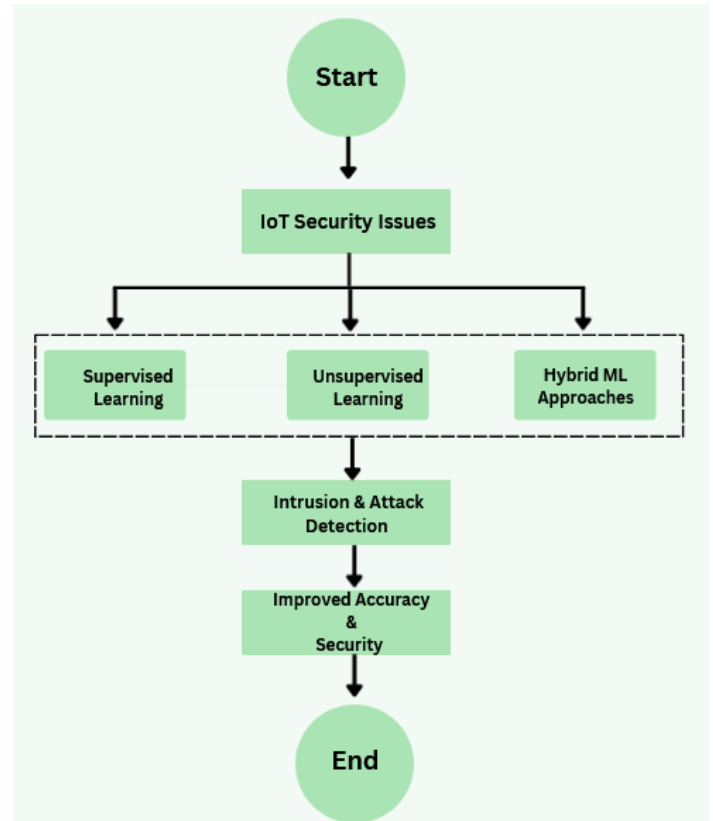 Start
IoT Security Issues
Supervised
Learning
Unsupervised
Learning
Hybrid ML
Approaches
Intrusion & Attack
Detection
Improved Accuracy
&
Security
End